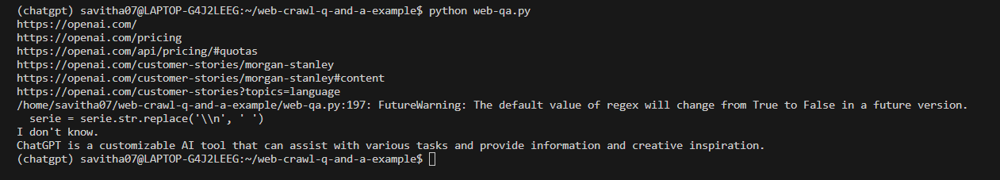 (chatgpt) savitha07@LAPTOP-G4J2LEEG:~/web-crawl-q-and-a-example$ python web-qa.py
https://openai.com/
https://openai.com/pricing
https://openai.com/api/pricing/#quotas
https://openai.com/customer-stories/morgan-stanley
https://openai.com/customer-stories/morgan-stanley#content
https://openai.com/customer-stories?topics=language
/home/savitha07/web-crawl-q-and-a-example/web-qa.py:197: FutureWarning: The default value of regex will change from True to False in a future version.
  serie = serie.str.replace('\\n', ' ')
I don't know.
ChatGPT is a customizable AI tool that can assist with various tasks and provide information and creative inspiration.
(chatgpt) savitha07@LAPTOP-G4J2LEEG:~/web-crawl-q-and-a-example$